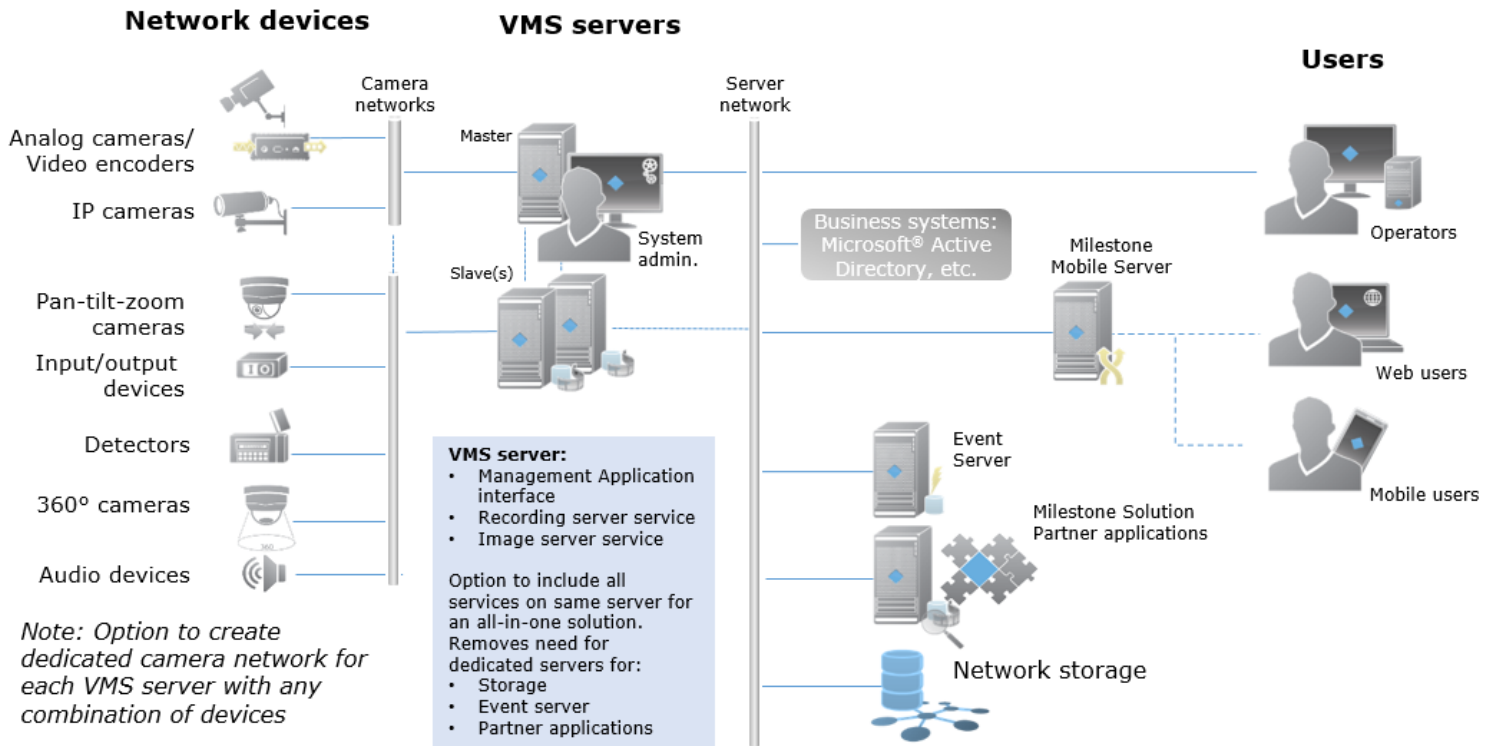 Network devices
VMS servers
Users
Camera
networks
Server
network
Analog cameras/
Video encoders
IP cameras
Pan-tilt-zoom
cameras
Input/output
devices
Detectors
360° cameras
360
Audio devices
Note: Option to create
dedicated camera network for
each VMS server with any
combination of devices
Master
System
admin.
Slave(s)
VMS server:
• Management Application
interface
• Recording server service
• Image server service
Option to include all
services on same server for
an all-in-one solution.
Removes need for
dedicated servers for:
• Storage
• Event server
• Partner applications
Business systems:
Microsoft® Active
Directory, etc.
Milestone
Mobile Server
Event
Server
Milestone Solution
Partner applications
Network storage
Operators
Web users
Mobile users